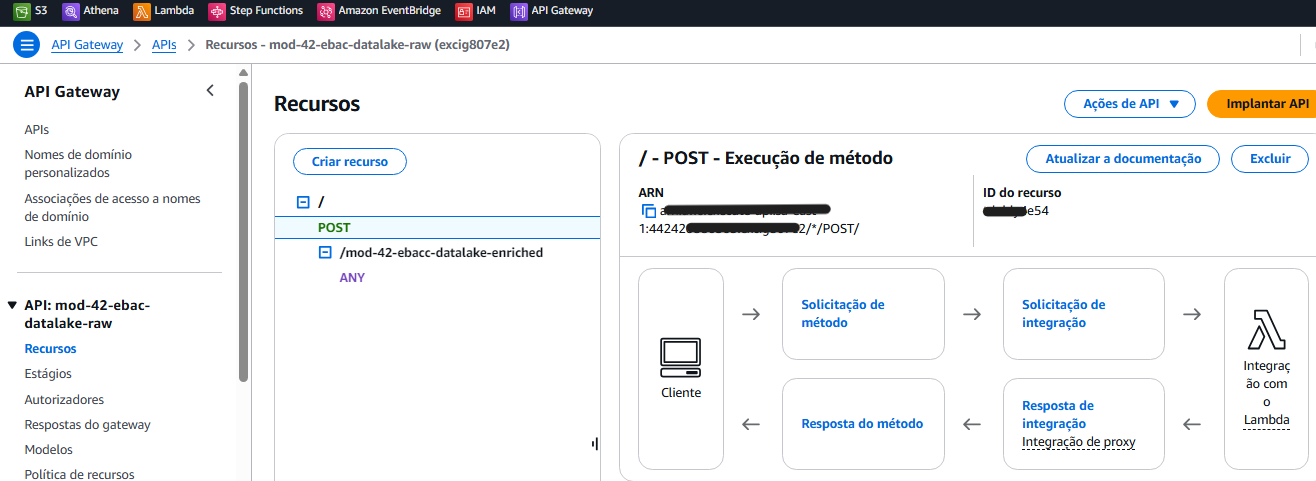 S3 Athena Lambda Step Functions Amazon EventBridge IAM API Gateway
API Gateway APIs Recursos - mod-42-ebac-datalake-raw (excig807e2)
API Gateway
APIs
Nomes de domínio
personalizados
Associações de acesso a nomes
de domínio
Links de VPC
API: mod-42-ebac-
datalake-raw
Recursos
Estágios
Autorizadores
Respostas do gateway
Modelos
Política de recursos
Recursos
Ações de API
Implantar API
Criar recurso
/
POST
/mod-42-ebacc-datalake-enriched
ANY
/ - POST - Execução de método
Atualizar a documentação
Excluir
ARN
1:44242 2/*/POST/
ID do recurso
e54
Cliente
Solicitação de
método
Solicitação de
integração
Resposta do método
Resposta de
integração
Integração de proxy
Integraç
ão com
o
Lambda